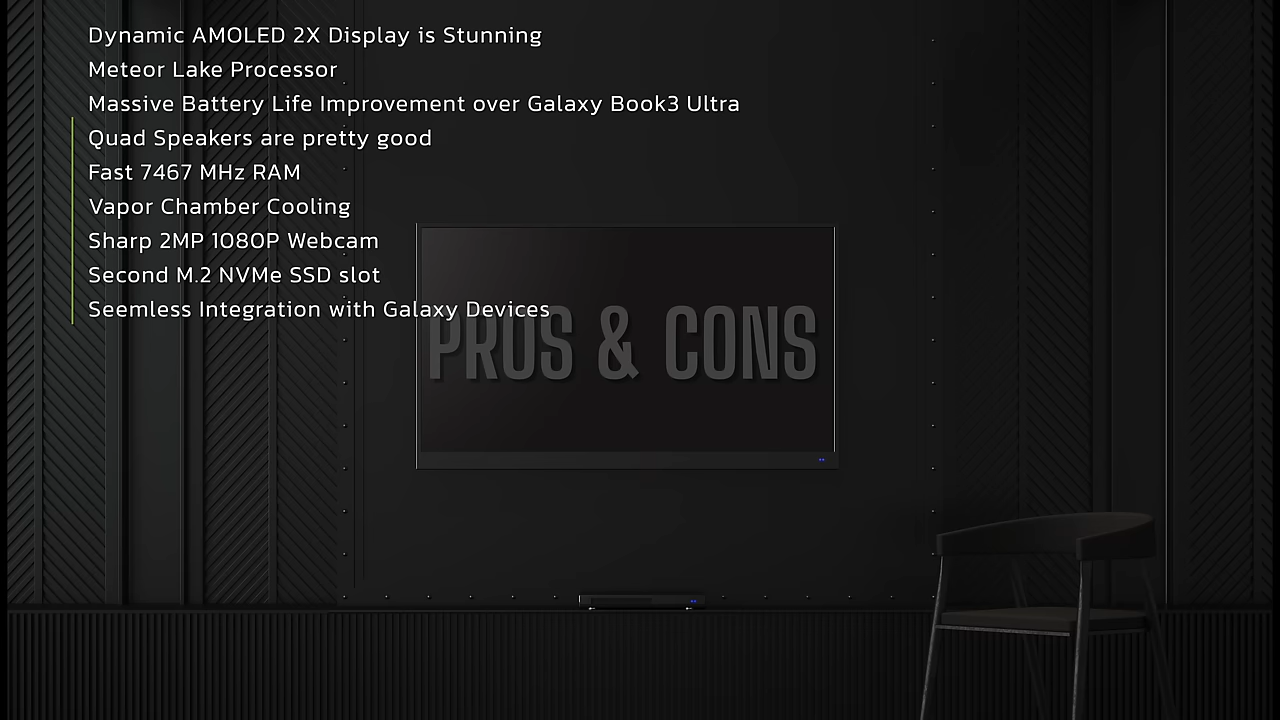 Dynamic AMOLED 2X Display is Stunning
Meteor Lake Processor
Massive Battery Life Improvement over Galaxy Book3 Ultra
Quad Speakers are pretty good
Fast 7467 MHz RAM
Vapor Chamber Cooling
Sharp 2MP 1080P Webcam
Second M.2 NVMe SSD slot
Seemless Integration with Galaxy Devices
PROS & CONS